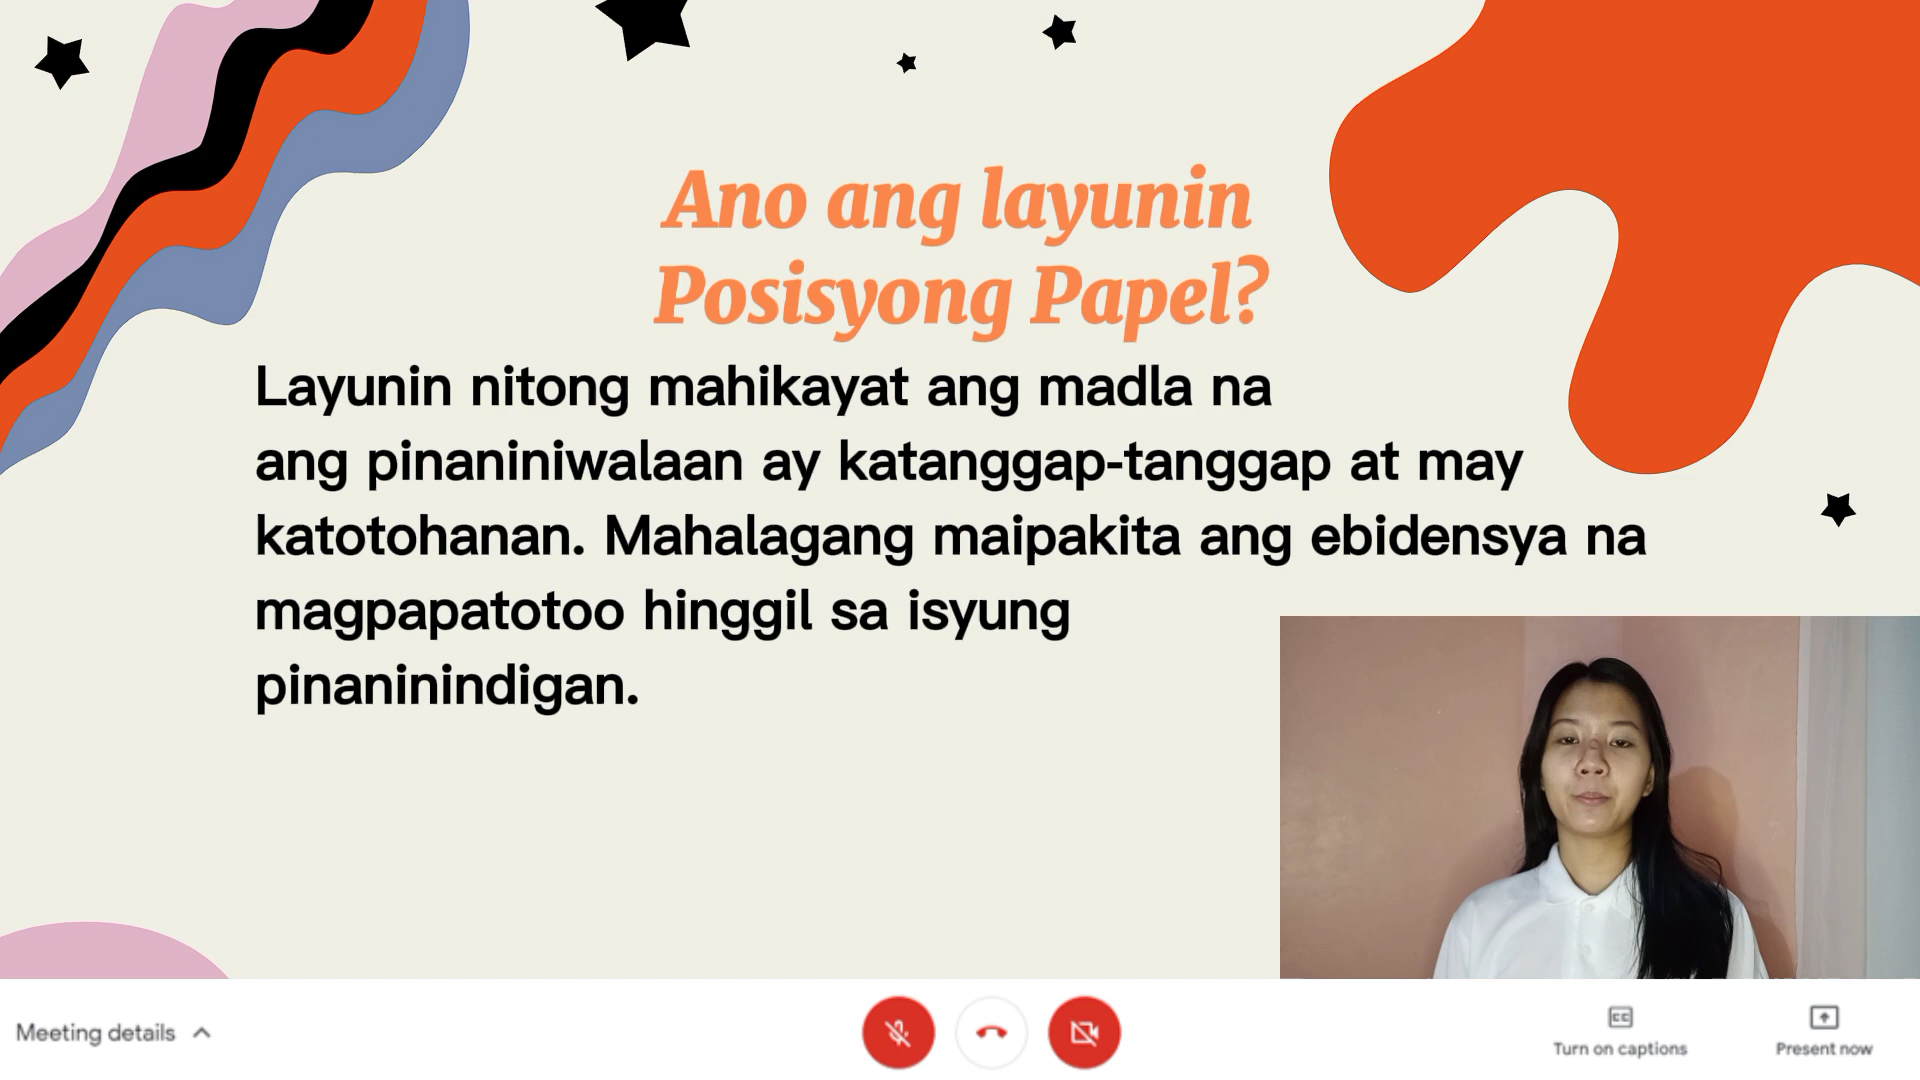 Ano ang layunin
Posisyong Papel?
Layunin nitong mahikayat ang madla na
ang pinaniniwalaan ay katanggap-tanggap at may
katotohanan. Mahalagang maipakita ang ebidensya na
magpapatotoo hinggil sa isyung
pinaninindigan.
Meeting details
CC
Turn on captions
Present now